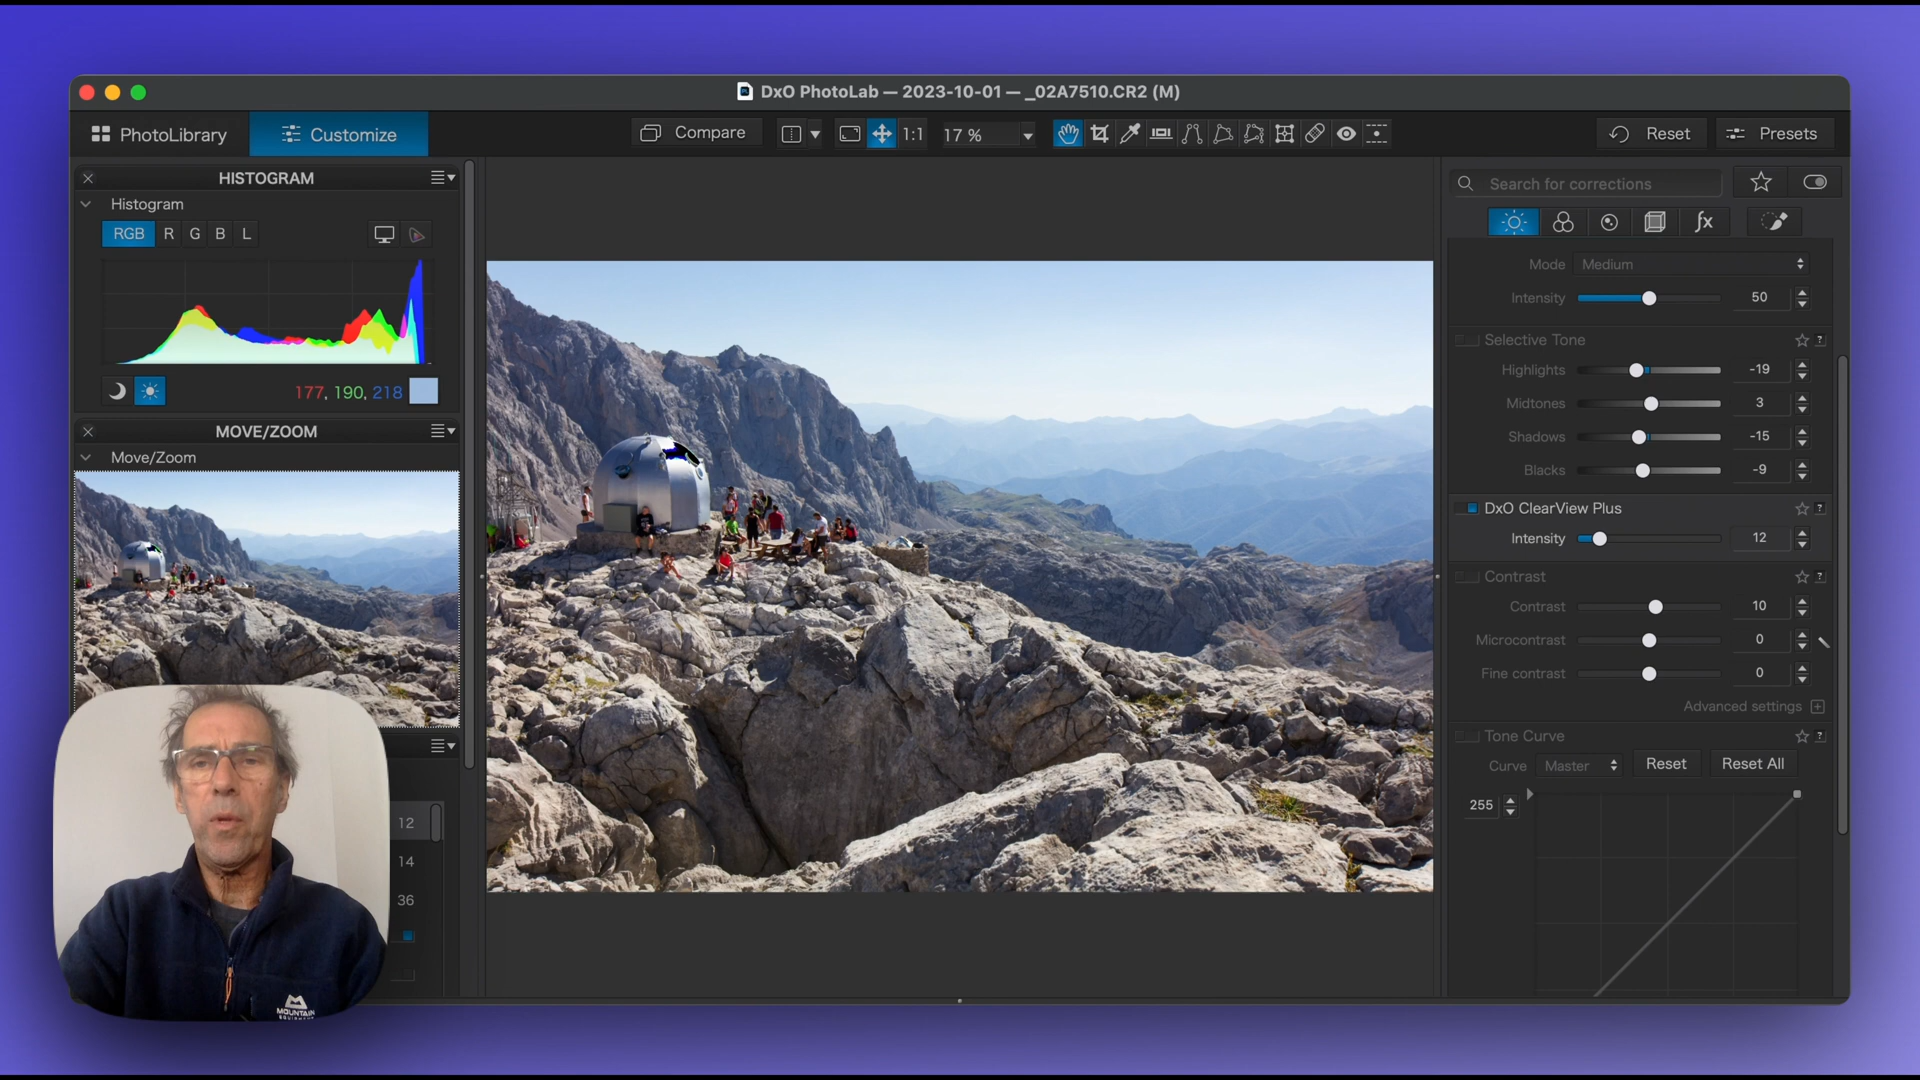 DxO PhotoLab — 2023-10-01 — _02A7510.CR2 (M)
PhotoLibrary
Customize
Compare
1:1
17 %
Reset
Presets
HISTOGRAM
Histogram
RGB R G B L
177, 190, 218
MOVE/ZOOM
Move/Zoom
12
14
36
MOUNTAIN
EQUIPMENT
Search for corrections
fx
Mode Medium
Intensity 50
Selective Tone ?
Highlights -19
Midtones 3
Shadows -15
Blacks -9
DxO ClearView Plus ?
Intensity 12
Contrast ?
Contrast 10
Microcontrast 0
Fine contrast 0
Advanced settings
Tone Curve ?
Curve Master Reset Reset All
255